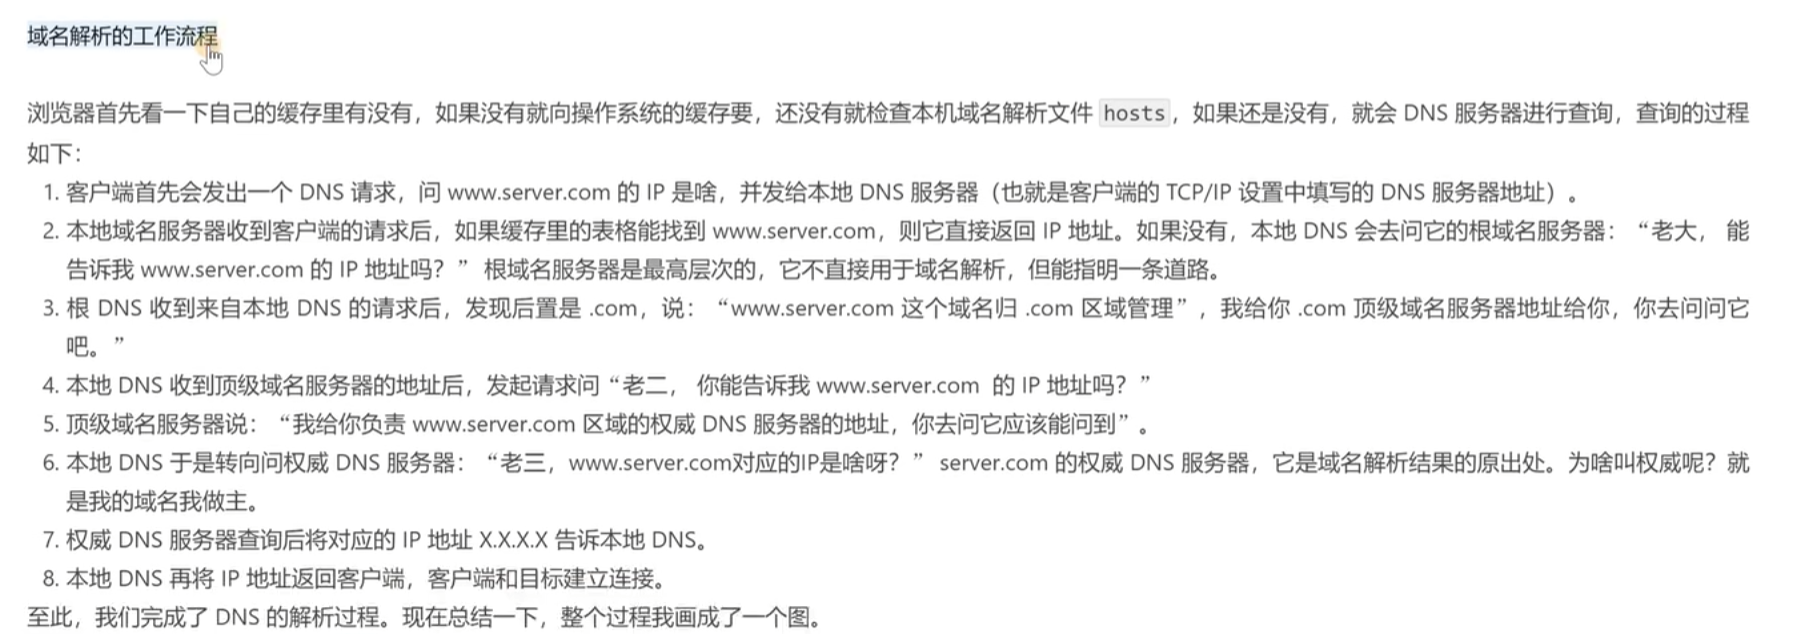 域名解析的工作流程
浏览器首先看一下自己的缓存里有没有，如果没有就向操作系统的缓存要，还没有就检查本机域名解析文件 hosts，如果还是没有，就会 DNS 服务器进行查询，查询的过程
如下：
1. 客户端首先会发出一个 DNS 请求，问 www.server.com 的 IP 是啥，并发给本地 DNS 服务器（也就是客户端的 TCP/IP 设置中填写的 DNS 服务器地址）。
2. 本地域名服务器收到客户端的请求后，如果缓存里的表格能找到 www.server.com，则它直接返回 IP 地址。如果没有，本地 DNS 会去问它的根域名服务器：“老大， 能
告诉我 www.server.com 的 IP 地址吗？” 根域名服务器是最高层次的，它不直接用于域名解析，但能指明一条道路。
3. 根 DNS 收到来自本地 DNS 的请求后，发现后置是 .com，说：“www.server.com 这个域名归 .com 区域管理”，我给你 .com 顶级域名服务器地址给你，你去问问它
吧。”
4. 本地 DNS 收到顶级域名服务器的地址后，发起请求问“老二， 你能告诉我 www.server.com 的 IP 地址吗？”
5. 顶级域名服务器说：“我给你负责 www.server.com 区域的权威 DNS 服务器的地址，你去问它应该能问到”。
6. 本地 DNS 于是转向问权威 DNS 服务器：“老三，www.server.com对应的IP是啥呀？” server.com 的权威 DNS 服务器，它是域名解析结果的原出处。为啥叫权威呢？就
是我的域名我做主。
7. 权威 DNS 服务器查询后将对应的 IP 地址 X.X.X.X 告诉本地 DNS。
8. 本地 DNS 再将 IP 地址返回客户端，客户端和目标建立连接。
至此，我们完成了 DNS 的解析过程。现在总结一下，整个过程我画成了一个图。